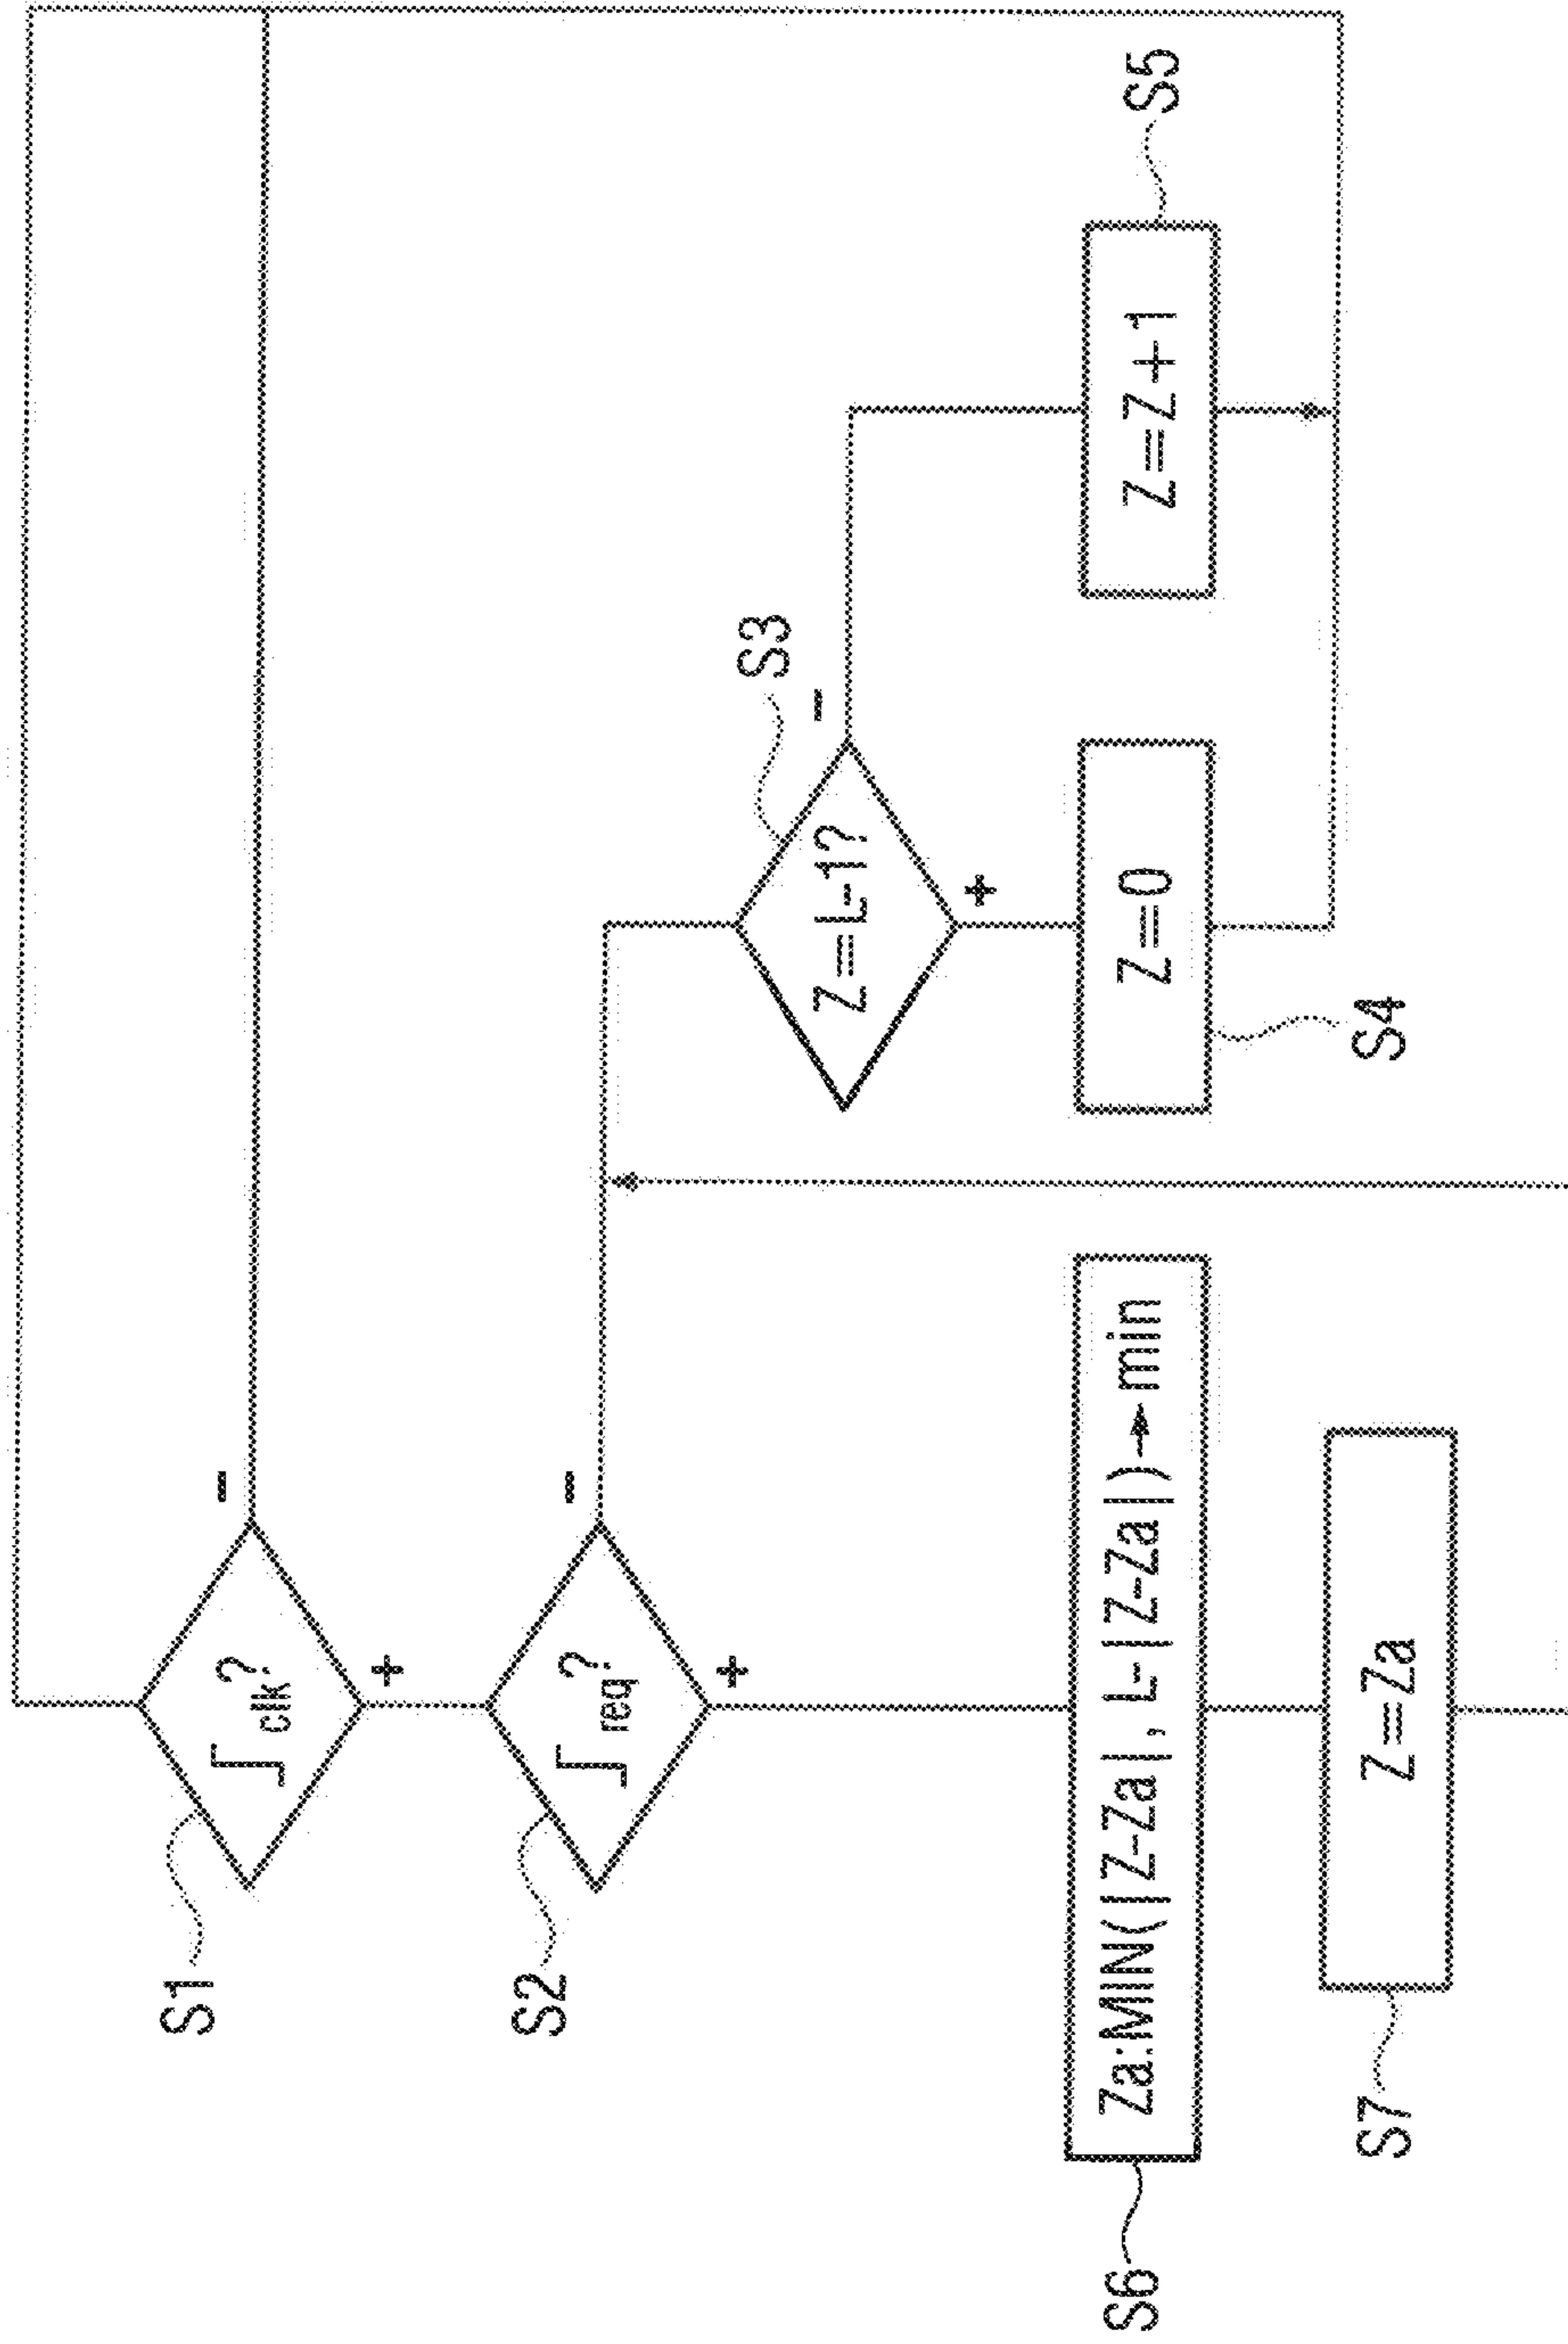 S1
∫clk?
-
+
S2
∫req?
-
+
S3
Z=L-1?
-
+
Z=0
S4
Z=Z+1
S5
S6
Za:MIN(|Z-Za|, L-|Z-Za|)→min
S7
Z=Za